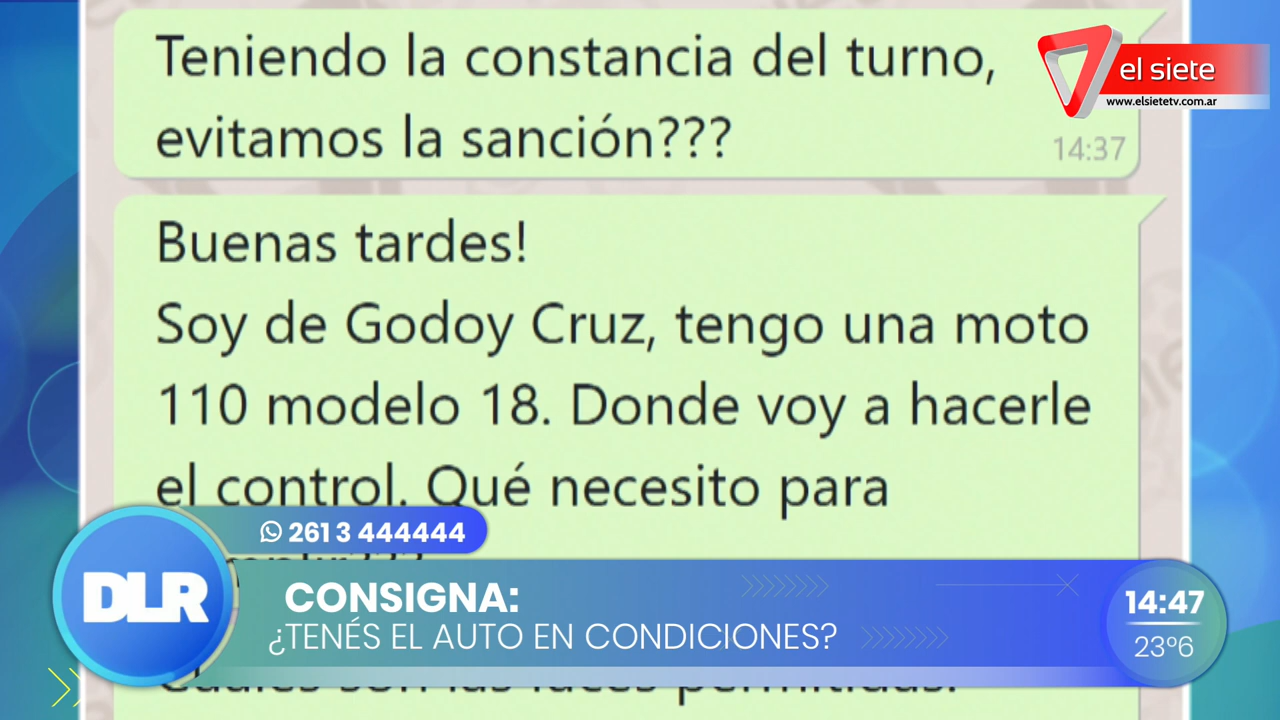 Teniendo la constancia del turno,
evitamos la sanción???
14:37
el siete
www.elsietetv.com.ar
Buenas tardes!
Soy de Godoy Cruz, tengo una moto
110 modelo 18. Donde voy a hacerle
el control. Qué necesito para
261 3 444444
DLR
CONSIGNA:
¿TENÉS EL AUTO EN CONDICIONES?
14:47
23º6